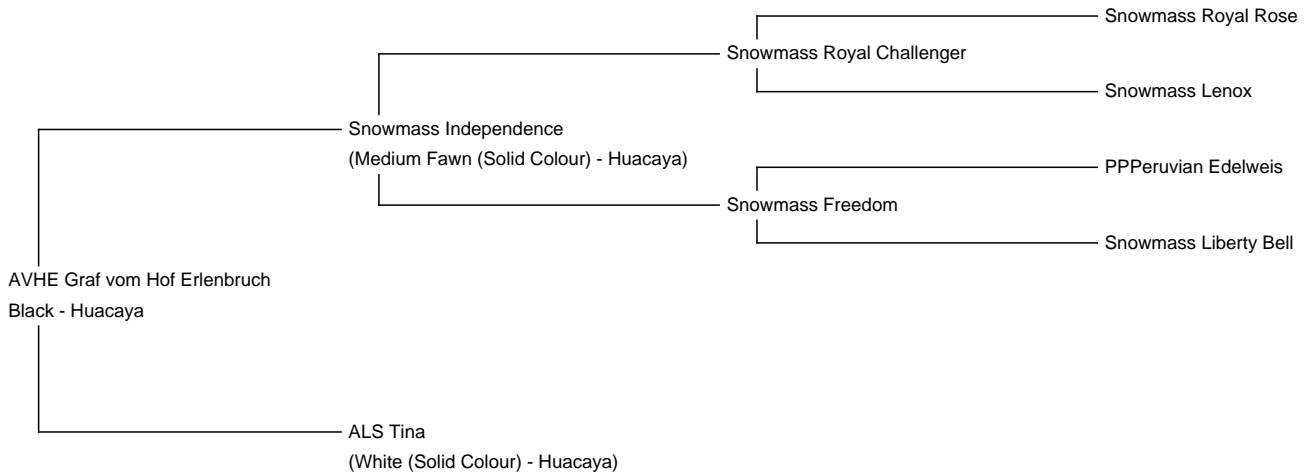 Snowmass Royal Rose
Snowmass Royal Challenger
Snowmass Lenox
Snowmass Independence
(Medium Fawn (Solid Colour) - Huacaya)
PPPeruvian Edelweis
Snowmass Freedom
Snowmass Liberty Bell
AVHE Graf vom Hof Erlenbruch
Black - Huacaya
ALS Tina
(White (Solid Colour) - Huacaya)